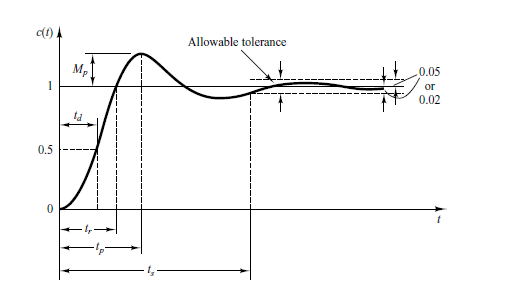 c(t)
Allowable tolerance
M_p
0.05
or
0.02
1
t_d
0.5
0
t
t_r
t_p
t_s